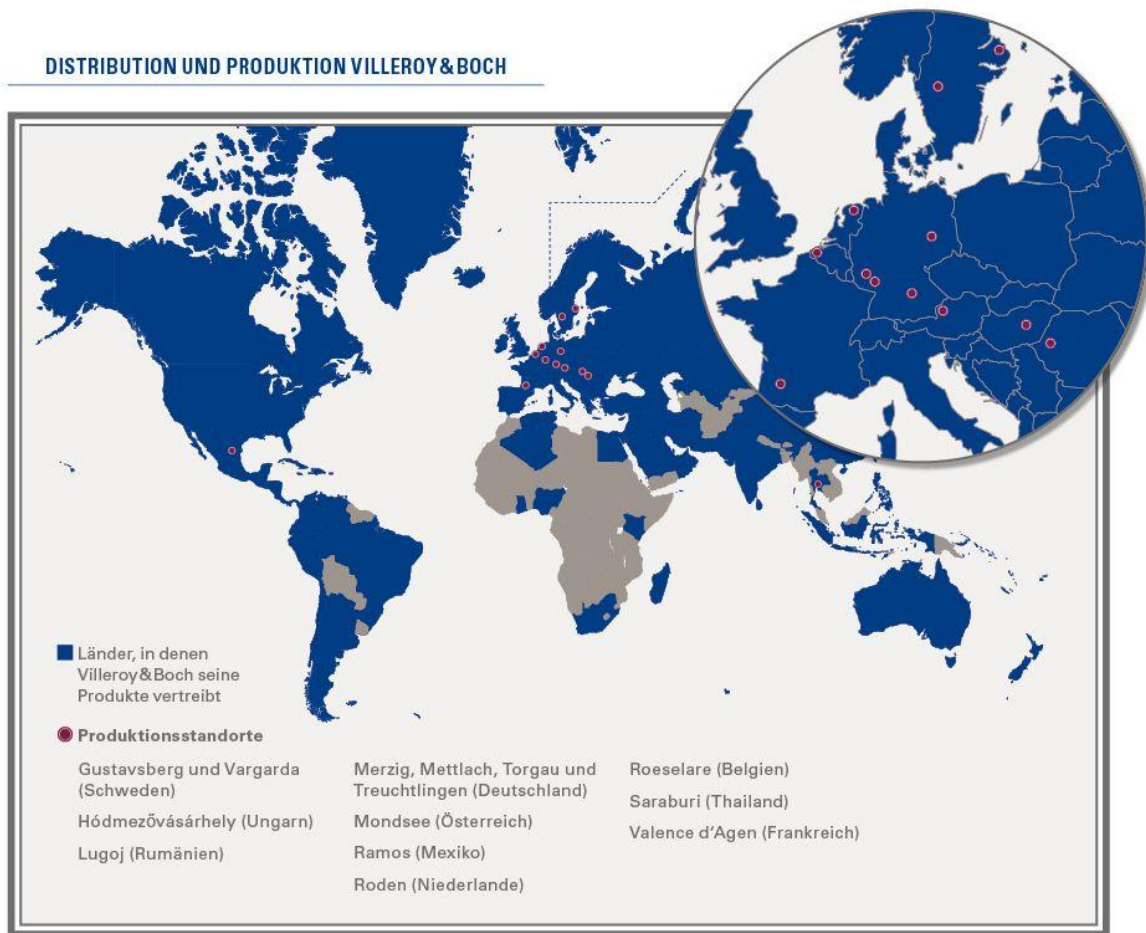 DISTRIBUTION UND PRODUKTION VILLEROY & BOCH
Länder, in denen
Villeroy & Boch seine
Produkte vertreibt
Produktionsstandorte
Gustavsberg und Vargarda
(Schweden)
Hódmezővásárhely (Ungarn)
Lugoj (Rumänien)
Merzig, Mettlach, Torgau und
Treuchtlingen (Deutschland)
Mondsee (Österreich)
Ramos (Mexiko)
Roden (Niederlande)
Roeselare (Belgien)
Saraburi (Thailand)
Valence d’Agen (Frankreich)